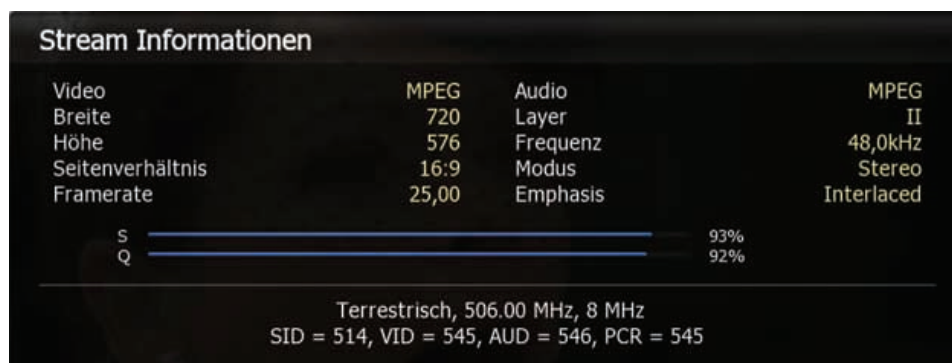 Stream Informationen
Video MPEG Audio MPEG
Breite 720 Layer II
Höhe 576 Frequenz 48,0kHz
Seitenverhältnis 16:9 Modus Stereo
Framerate 25,00 Emphasis Interlaced
S 93%
Q 92%
Terrestrisch, 506.00 MHz, 8 MHz
SID = 514, VID = 545, AUD = 546, PCR = 545